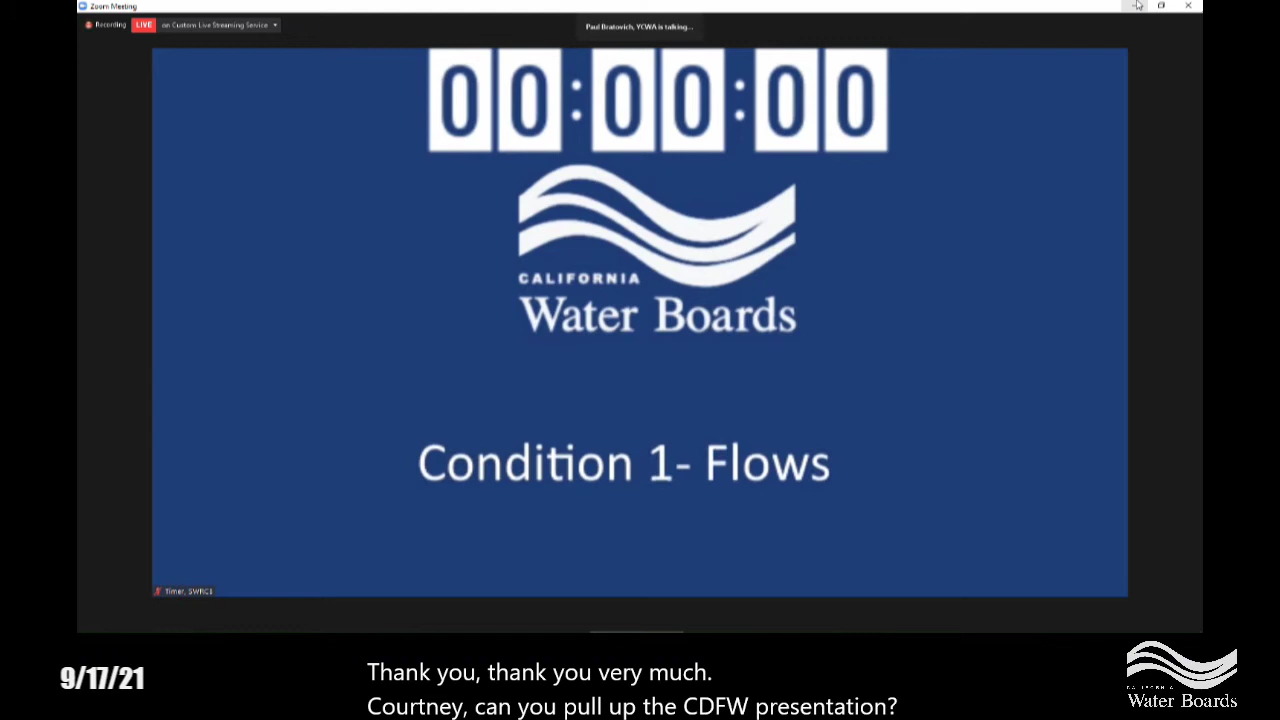 Zoom Meeting
Recording LIVE on Custom Live Streaming Service
Paul Bratovich, YCWA is talking...
00:00:00
CALIFORNIA
Water Boards
Condition 1- Flows
Timer, SWRCB
9/17/21
Thank you, thank you very much.
Courtney, can you pull up the CDFW presentation?
CALIFORNIA
Water Boards